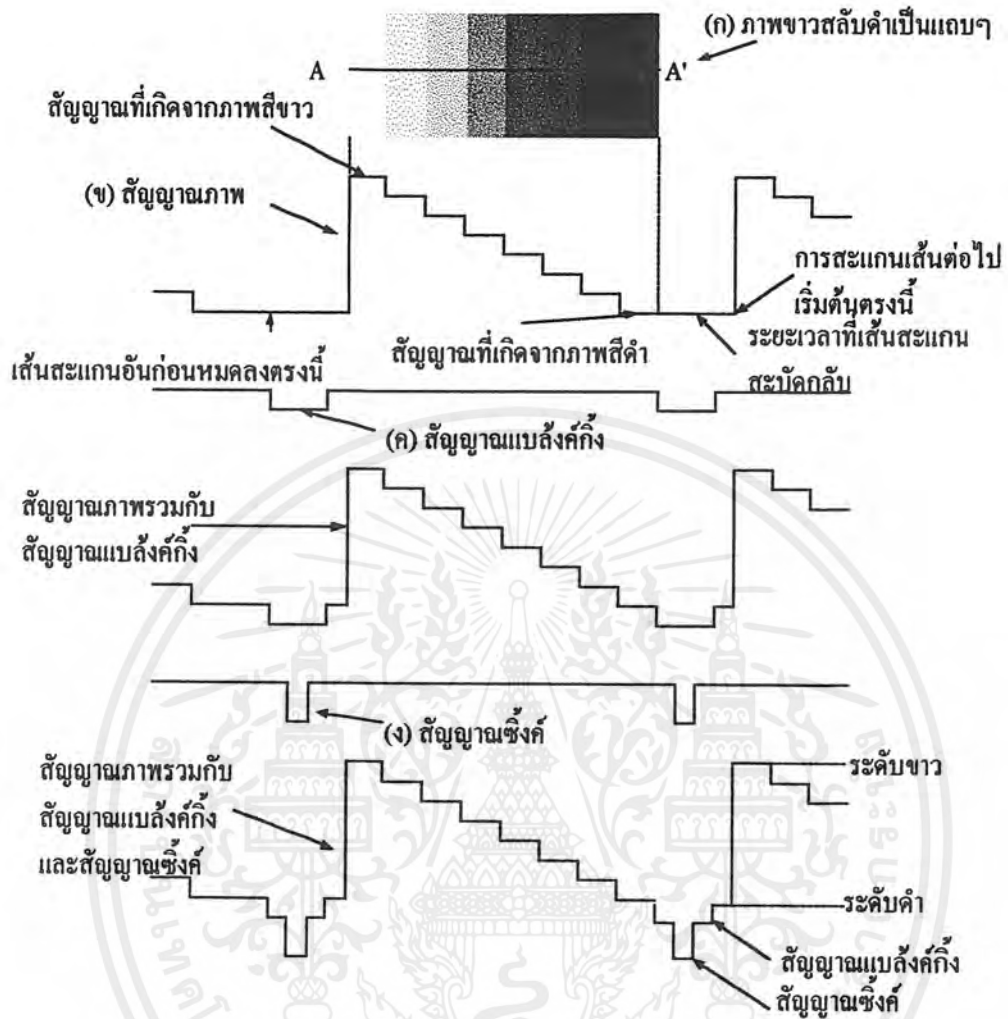 (ก) ภาพขาวสลับดำเป็นแถบๆ
A
A'
สัญญาณที่เกิดจากภาพสีขาว
(ข) สัญญาณภาพ
การสะแกนเส้นต่อไป
เริ่มต้นตรงนี้
ระยะเวลาที่เส้นสะแกน
สะบัดกลับ
สัญญาณที่เกิดจากภาพสีดำ
เส้นสะแกนอันก่อนหมดลงตรงนี้
(ค) สัญญาณแบล้งค์กิ้ง
สัญญาณภาพรวมกับ
สัญญาณแบล้งค์กิ้ง
(ง) สัญญาณซิ้งค์
สัญญาณภาพรวมกับ
สัญญาณแบล้งค์กิ้ง
และสัญญาณซิ้งค์
ระดับขาว
ระดับดำ
สัญญาณแบล้งค์กิ้ง
สัญญาณซิ้งค์